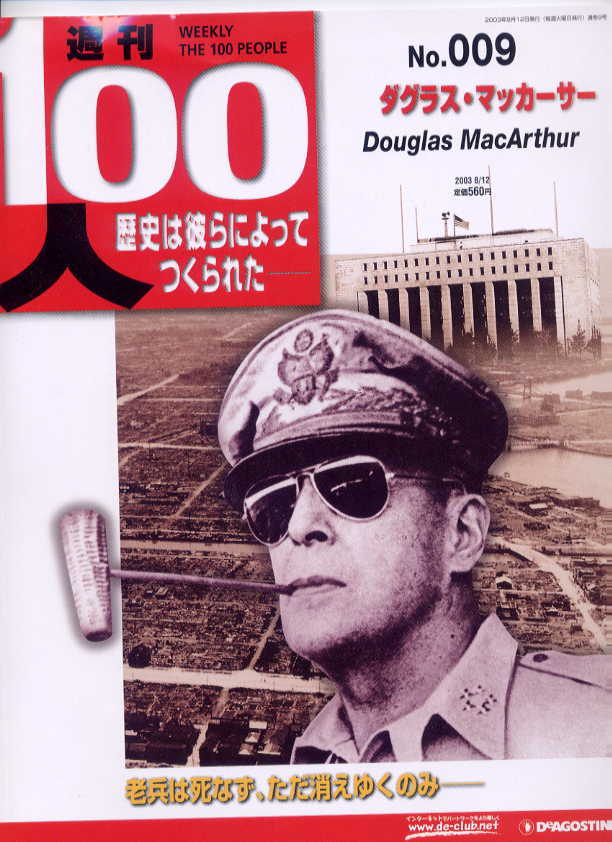 2003年8月12日発行（毎週火曜日発行）通巻9号
週刊
WEEKLY
THE 100 PEOPLE
100
人
歴史は彼らによって
つくられた——
No.009
ダグラス・マッカーサー
Douglas MacArthur
2003 8/12
定価560円
老兵は死なず、ただ消えゆくのみ——
インターネットでパートワークをより楽しく
www.de-club.net
DeAGOSTINI